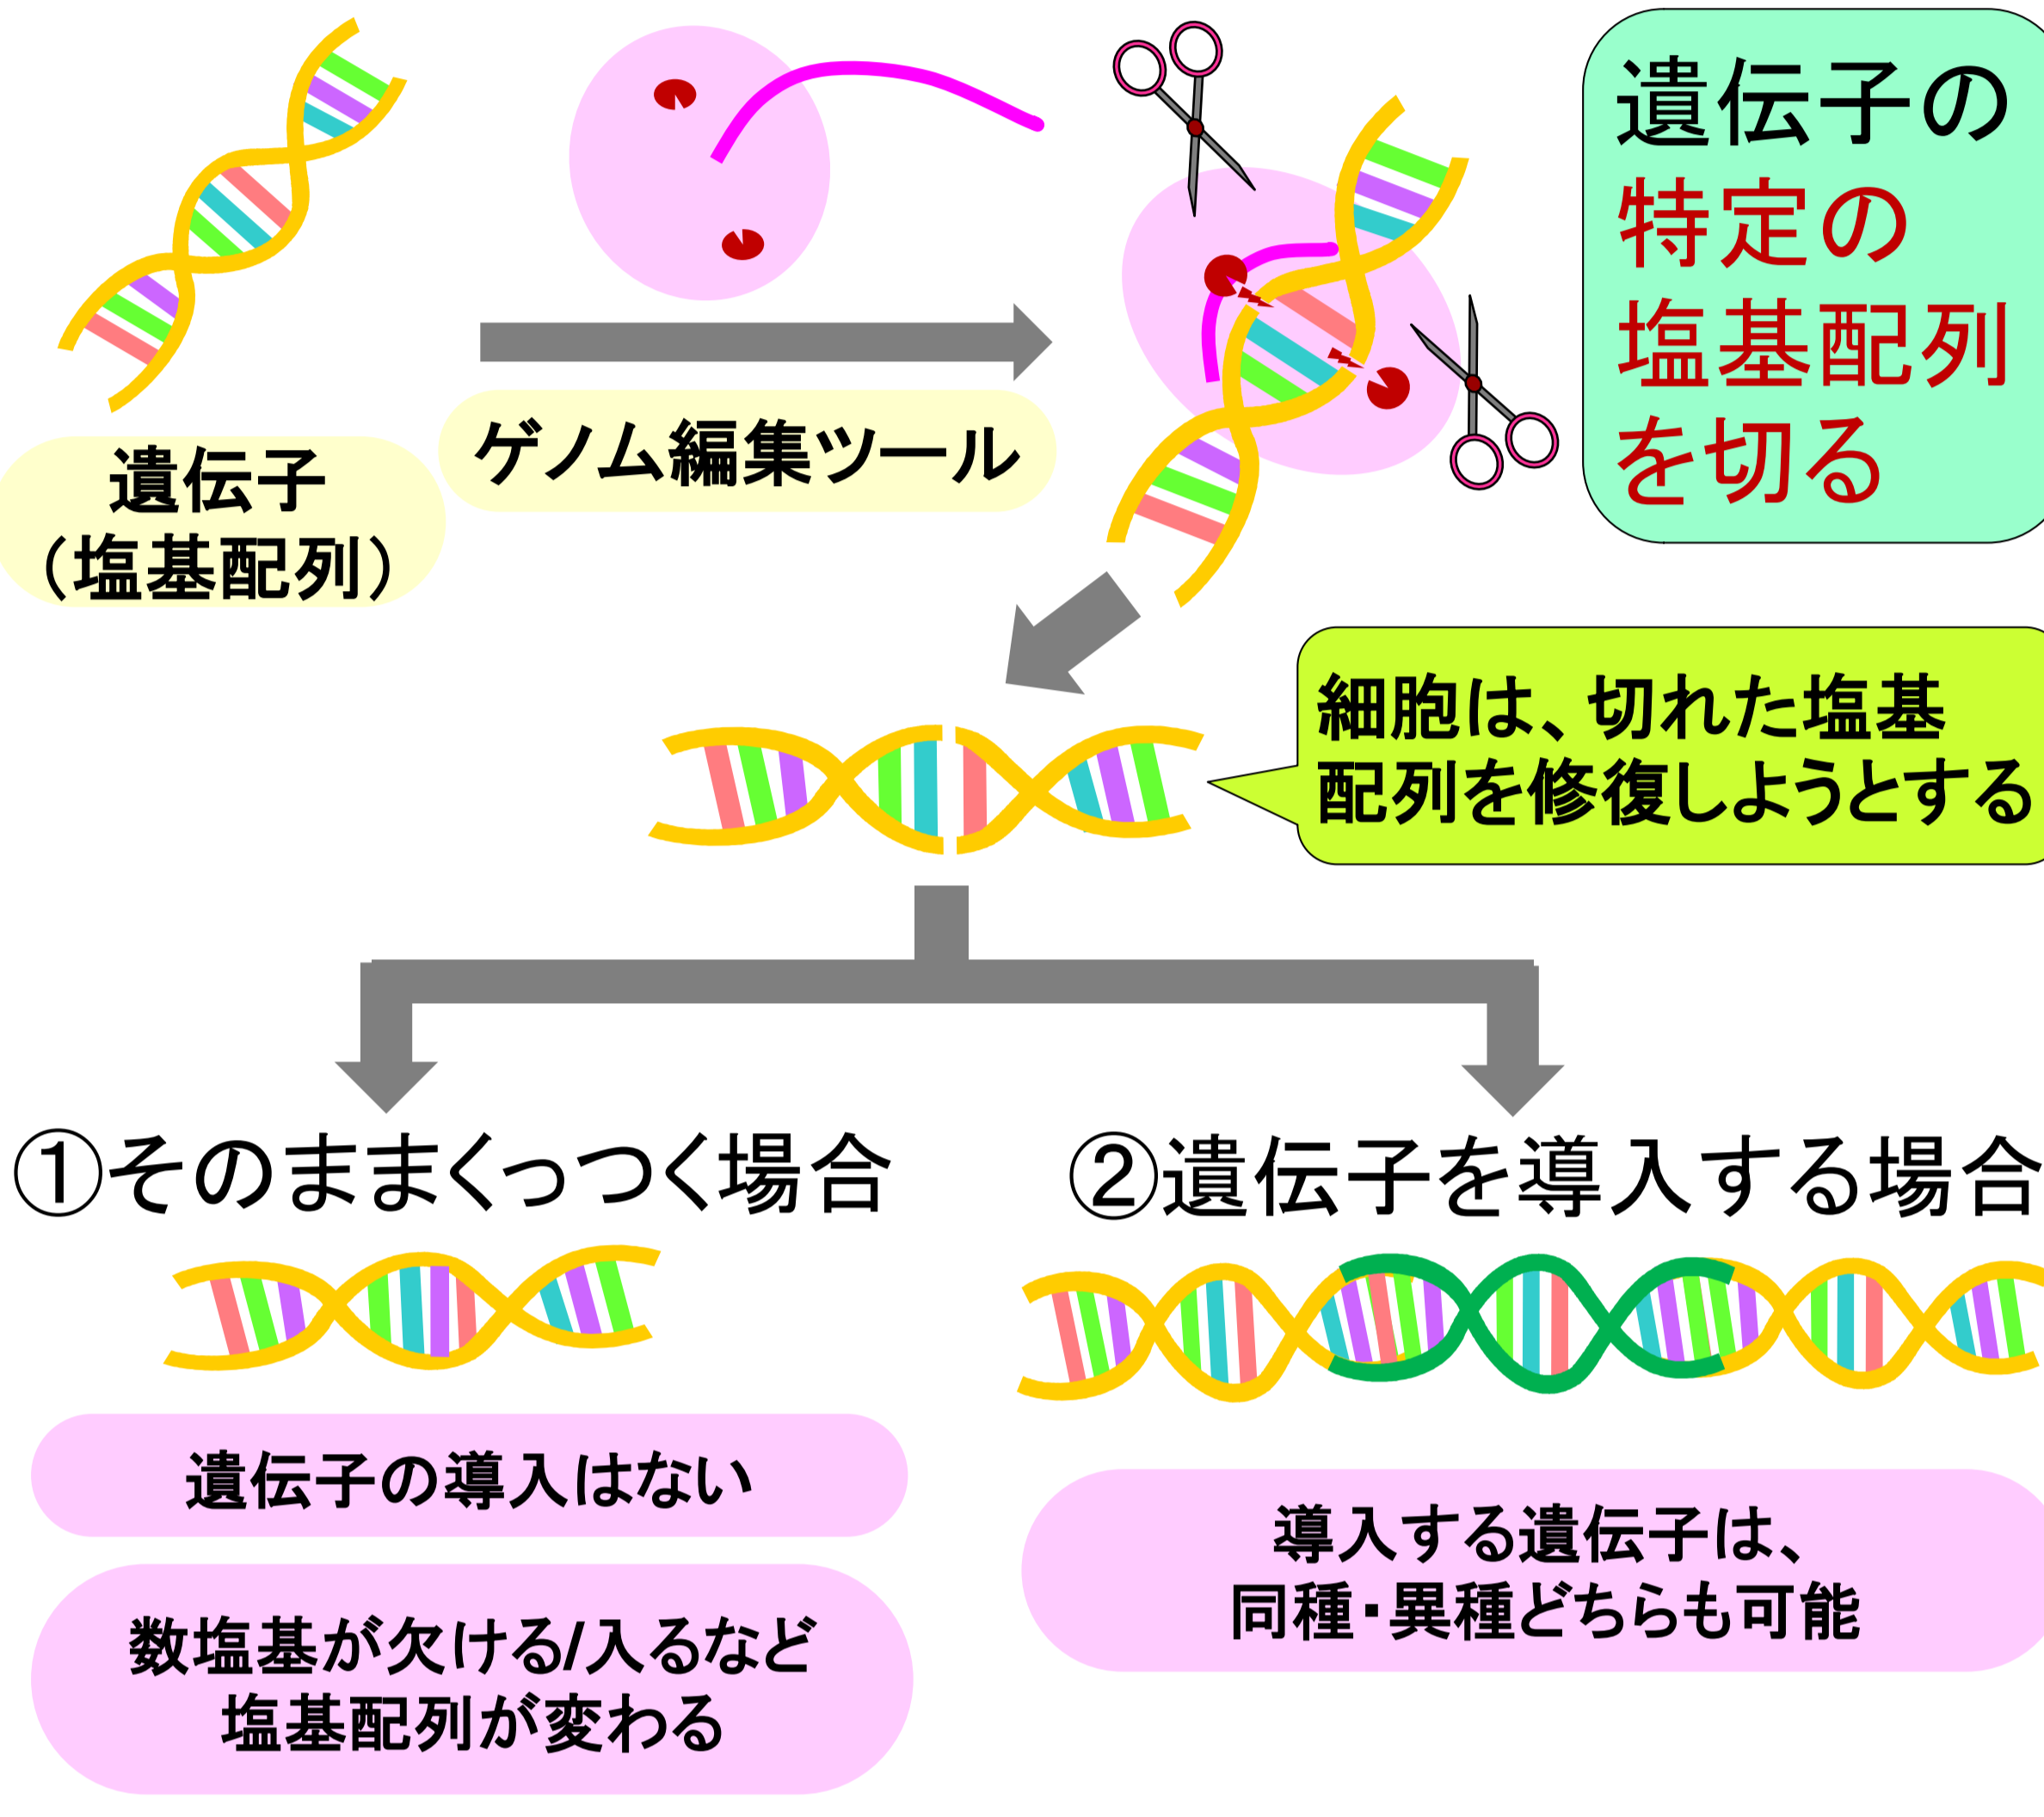 遺伝子の
特定の
塩基配列
を切る
ゲノム編集ツール
遺伝子
（塩基配列）
細胞は、切れた塩基
配列を修復しようとする
①そのままくっつく場合
②遺伝子を導入する場合
遺伝子の導入はない
数塩基がぬける/入るなど
塩基配列が変わる
導入する遺伝子は、
同種・異種どちらも可能